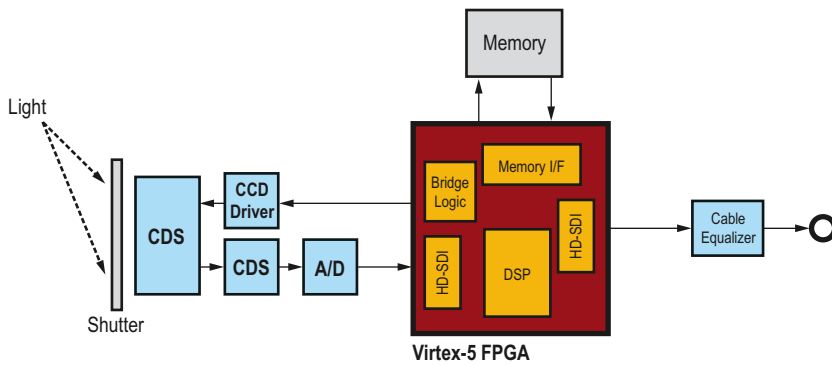 Memory
Light
CCD
Driver
Bridge
Logic
Memory I/F
CDS
HD-SDI
Cable
Equalizer
CDS
A/D
HD-SDI
DSP
Shutter
Virtex-5 FPGA